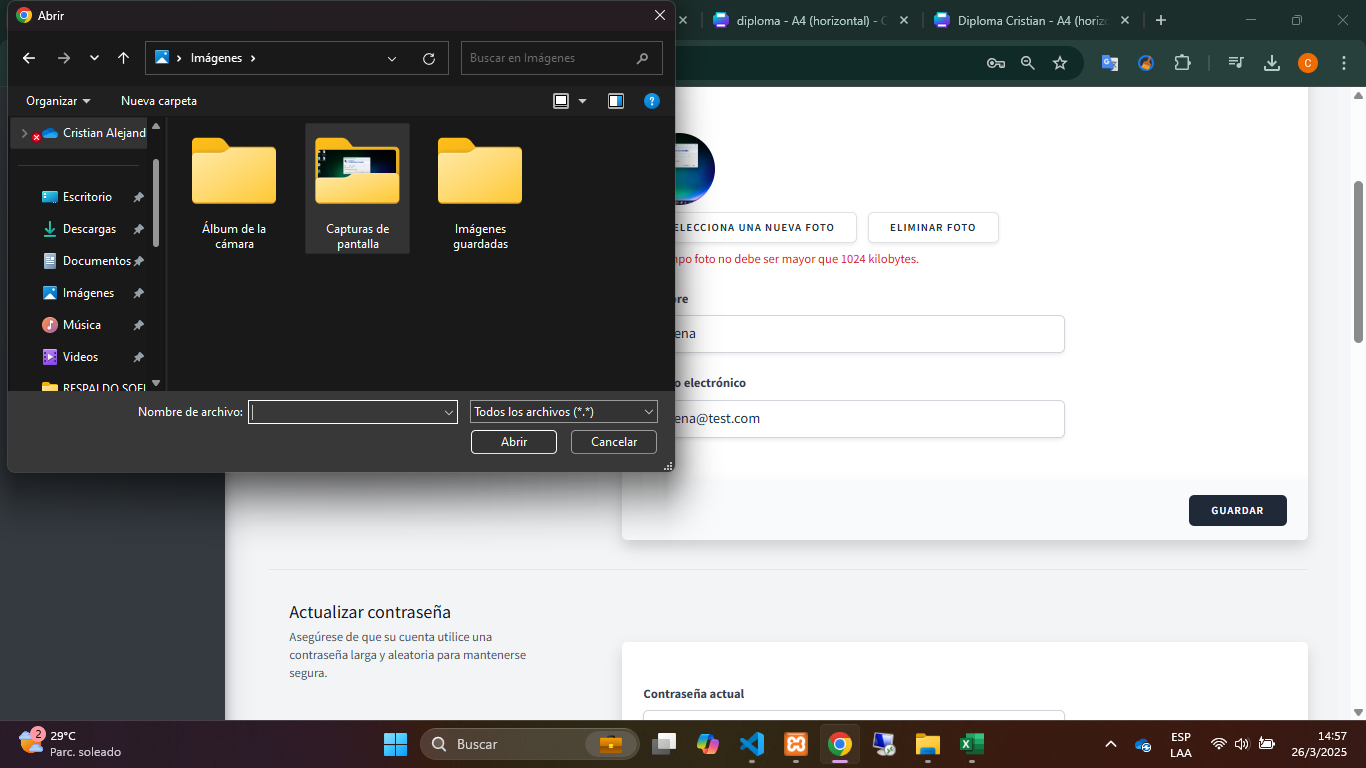 Abrir
diploma - A4 (horizontal) - C
Diploma Cristian - A4 (horizo
Imágenes
Buscar en Imágenes
Organizar
Nueva carpeta
Cristian Alejand
Escritorio
Descargas
Documentos
Imágenes
Música
Videos
RESPALDO SOFI
Álbum de la
cámara
Capturas de
pantalla
Imágenes
guardadas
Nombre de archivo:
Todos los archivos (*.*)
Abrir
Cancelar
ELECCIONA UNA NUEVA FOTO
ELIMINAR FOTO
mpo foto no debe ser mayor que 1024 kilobytes.
bre
ena
o electrónico
ena@test.com
GUARDAR
Actualizar contraseña
Asegúrese de que su cuenta utilice una
contraseña larga y aleatoria para mantenerse
segura.
Contraseña actual
2
29°C
Parc. soleado
Buscar
ESP
LAA
14:57
26/3/2025